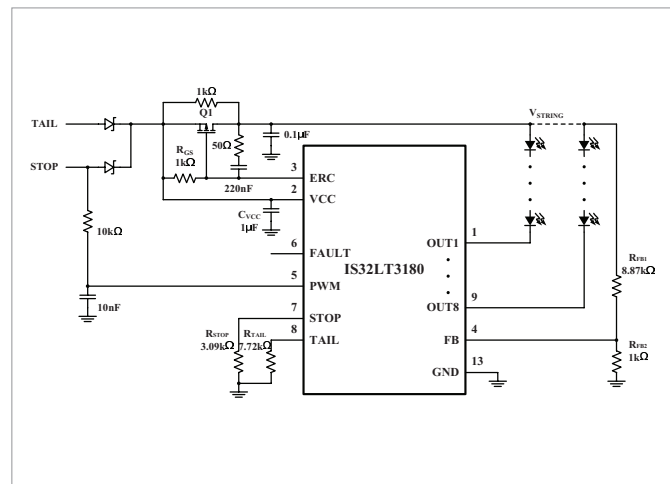 1kΩ
Q1
TAIL
VSTRING
50Ω
0.1μF
STOP
RGS
1kΩ
3
ERC
220nF
2
VCC
CVCC
1μF
10kΩ
1
OUT1
6
FAULT
IS32LT3180
RFB1
8.87kΩ
5
PWM
9
OUT8
10nF
7
STOP
RSTOP
3.09kΩ
RTAIL
7.72kΩ
8
TAIL
4
FB
RFB2
1kΩ
13
GND